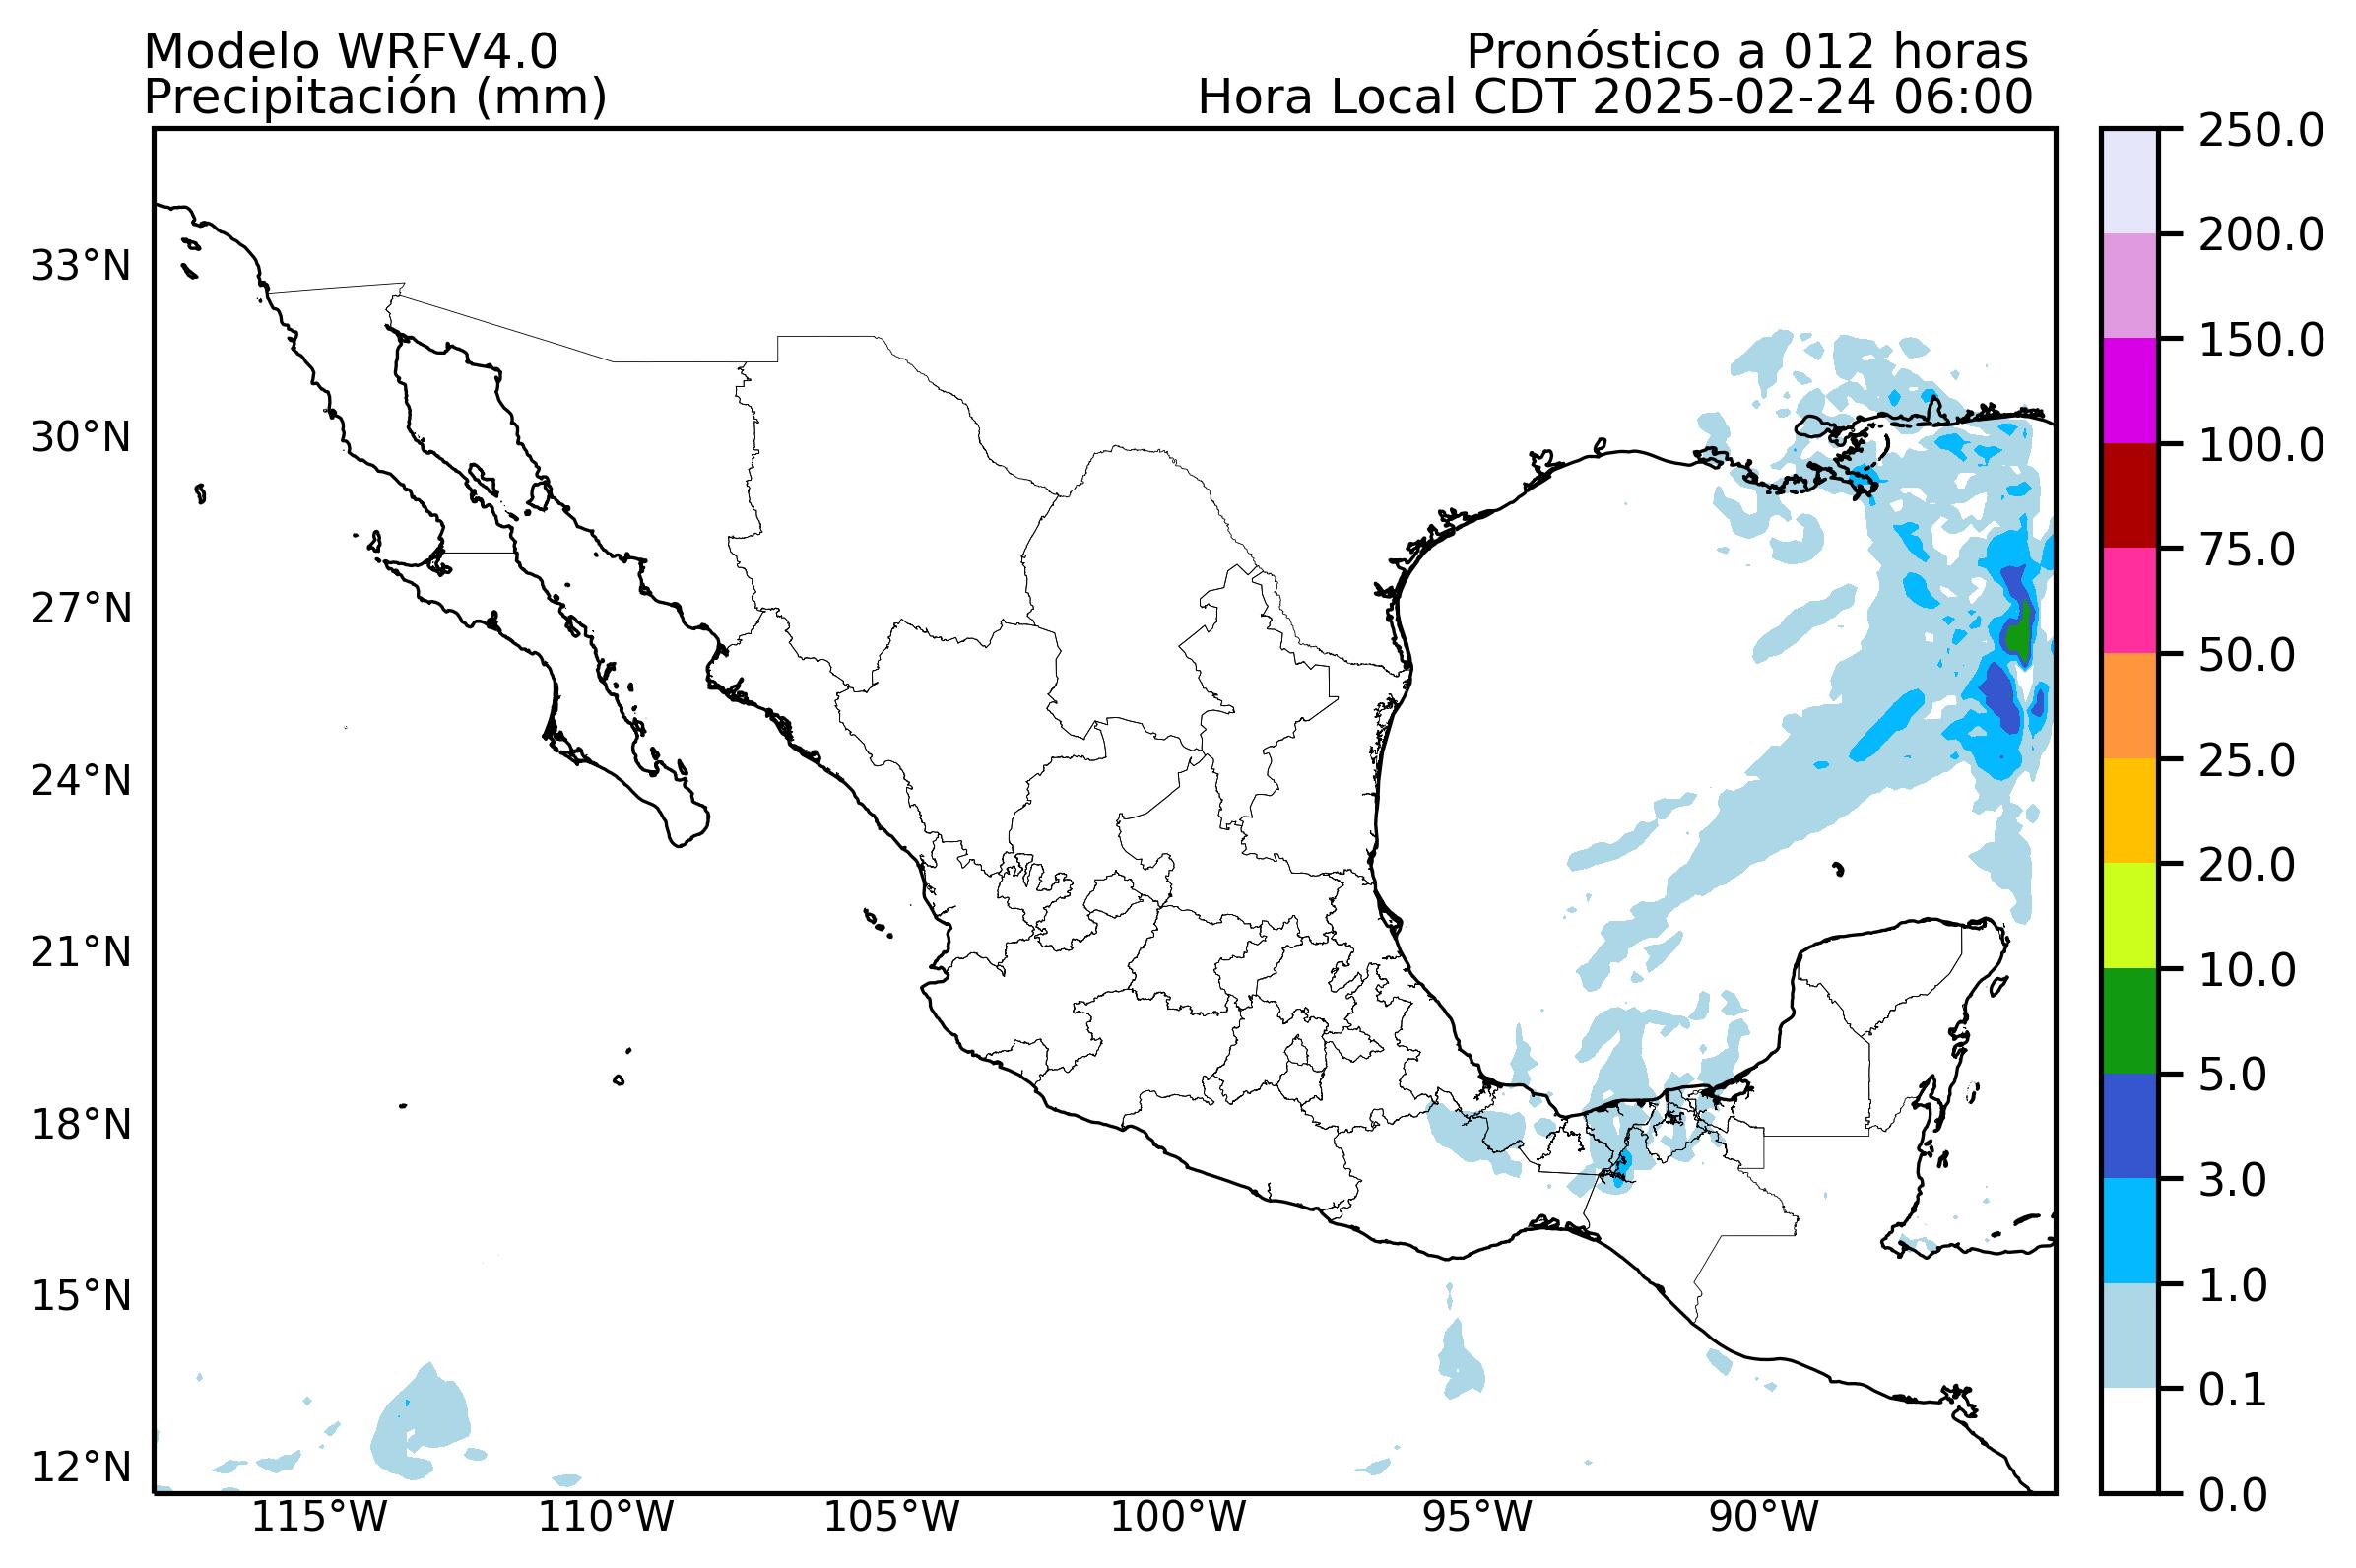 Modelo WRFV4.0
Precipitación (mm)
Pronóstico a 012 horas
Hora Local CDT 2025-02-24 06:00
33°N
30°N
27°N
24°N
21°N
18°N
15°N
12°N
115°W
110°W
105°W
100°W
95°W
90°W
250.0
200.0
150.0
100.0
75.0
50.0
25.0
20.0
10.0
5.0
3.0
1.0
0.1
0.0